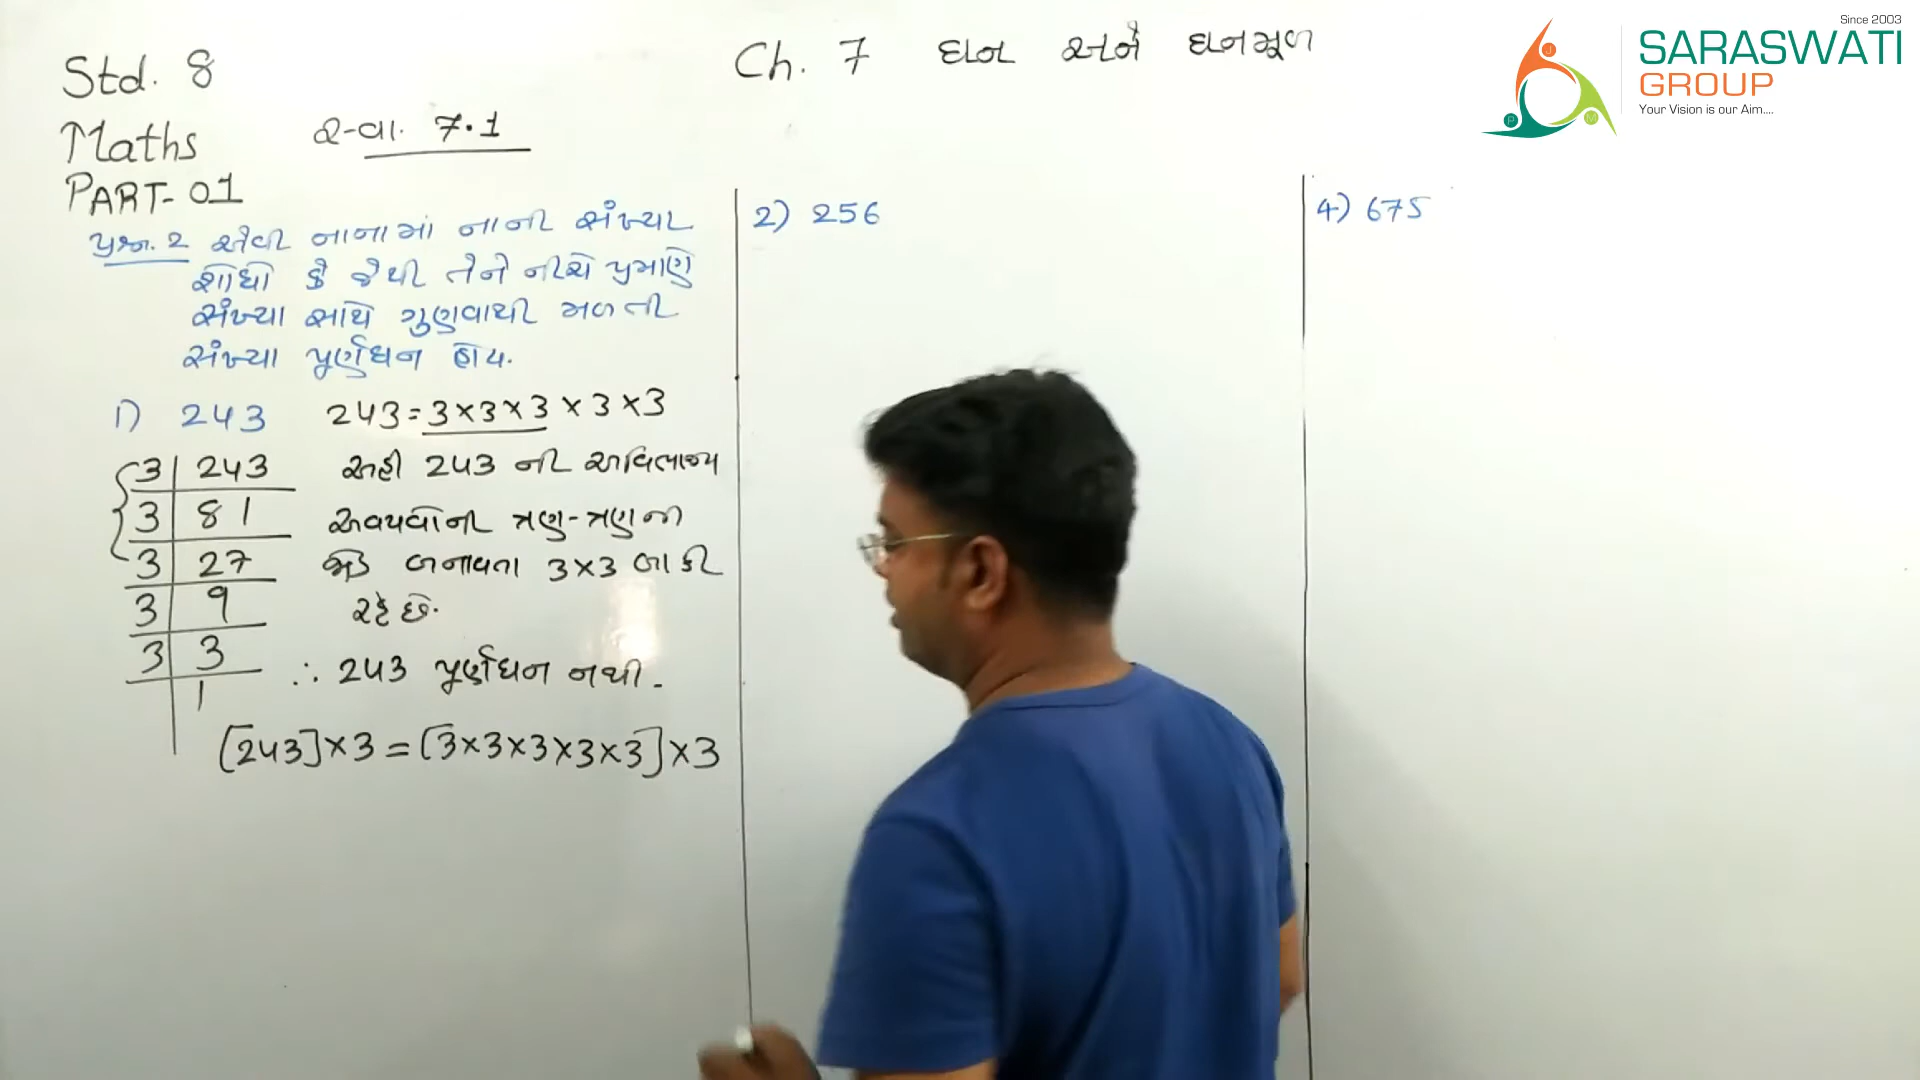 Std. 8
Maths
PART-01
સ્વા. 7.1
Ch. 7 ઘન અને ઘનમૂળ
Since 2003
SARASWATI
GROUP
Your Vision is our Aim....
પ્રશ્ન. 2 એવી નાનામાં નાની સંખ્યા
શોધો કે જેથી તેને નીચે પ્રમાણે
સંખ્યા સાથે ગુણવાથી મળતી
સંખ્યા પૂર્ણઘન હોય.
1) 243
243 = 3×3×3×3×3
3 | 243
3 | 81
3 | 27
3 | 9
3 | 3
1
અહી 243 ની અવિભાજ્ય
અવયવોની ત્રણ-ત્રણના
જોડ બનાવતા 3×3 બાકી
રહે છે.
∴ 243 પૂર્ણઘન નથી.
[243]×3 = [3×3×3×3×3]×3
2) 256
4) 675